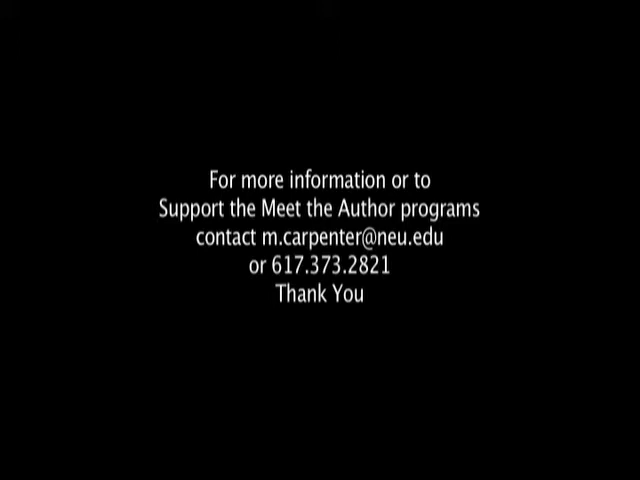 For more information or to
Support the Meet the Author programs
contact m.carpenter@neu.edu
or 617.373.2821
Thank You